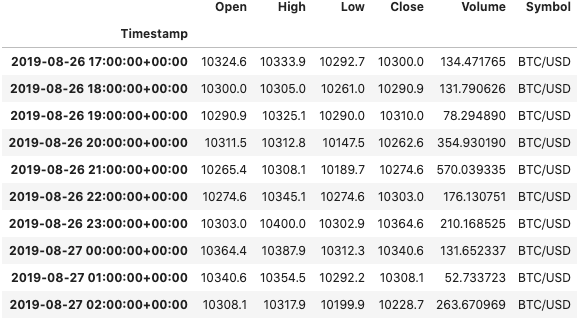 Open High Low Close Volume Symbol
Timestamp
2019-08-26 17:00:00+00:00 10324.6 10333.9 10292.7 10300.0 134.471765 BTC/USD
2019-08-26 18:00:00+00:00 10300.0 10305.0 10261.0 10290.9 131.790626 BTC/USD
2019-08-26 19:00:00+00:00 10290.9 10325.1 10290.0 10310.0 78.294890 BTC/USD
2019-08-26 20:00:00+00:00 10311.5 10312.8 10147.5 10262.6 354.930190 BTC/USD
2019-08-26 21:00:00+00:00 10265.4 10308.1 10189.7 10274.6 570.039335 BTC/USD
2019-08-26 22:00:00+00:00 10274.6 10345.1 10274.6 10303.0 176.130751 BTC/USD
2019-08-26 23:00:00+00:00 10303.0 10400.0 10302.9 10364.6 210.168525 BTC/USD
2019-08-27 00:00:00+00:00 10364.4 10387.9 10312.3 10340.6 131.652337 BTC/USD
2019-08-27 01:00:00+00:00 10340.6 10354.5 10292.2 10308.1 52.733723 BTC/USD
2019-08-27 02:00:00+00:00 10308.1 10317.9 10199.9 10228.7 263.670969 BTC/USD